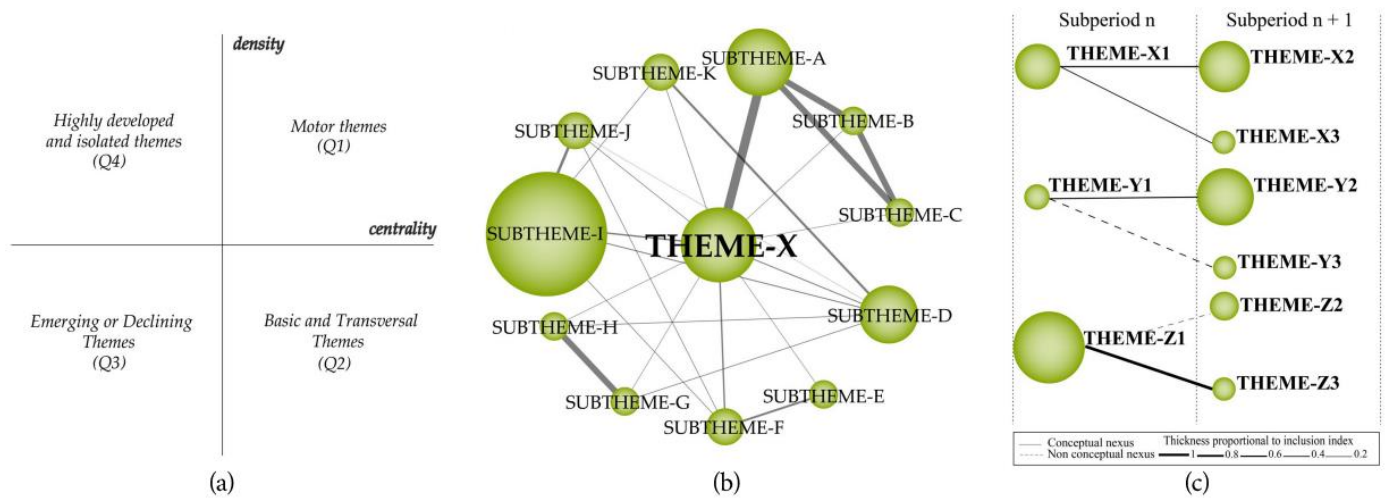 density
Highly developed
and isolated themes
(Q4)
Motor themes
(Q1)
centrality
Emerging or Declining
Themes
(Q3)
Basic and Transversal
Themes
(Q2)
(a)
SUBTHEME-A
SUBTHEME-K
SUBTHEME-B
SUBTHEME-J
SUBTHEME-C
SUBTHEME-I
THEME-X
SUBTHEME-D
SUBTHEME-H
SUBTHEME-G
SUBTHEME-E
SUBTHEME-F
(b)
Subperiod n
Subperiod n + 1
THEME-X1
THEME-X2
THEME-X3
THEME-Y1
THEME-Y2
THEME-Y3
THEME-Z2
THEME-Z1
THEME-Z3
Conceptual nexus
Non conceptual nexus
Thickness proportional to inclusion index
1 0.8 0.6 0.4 0.2
(c)